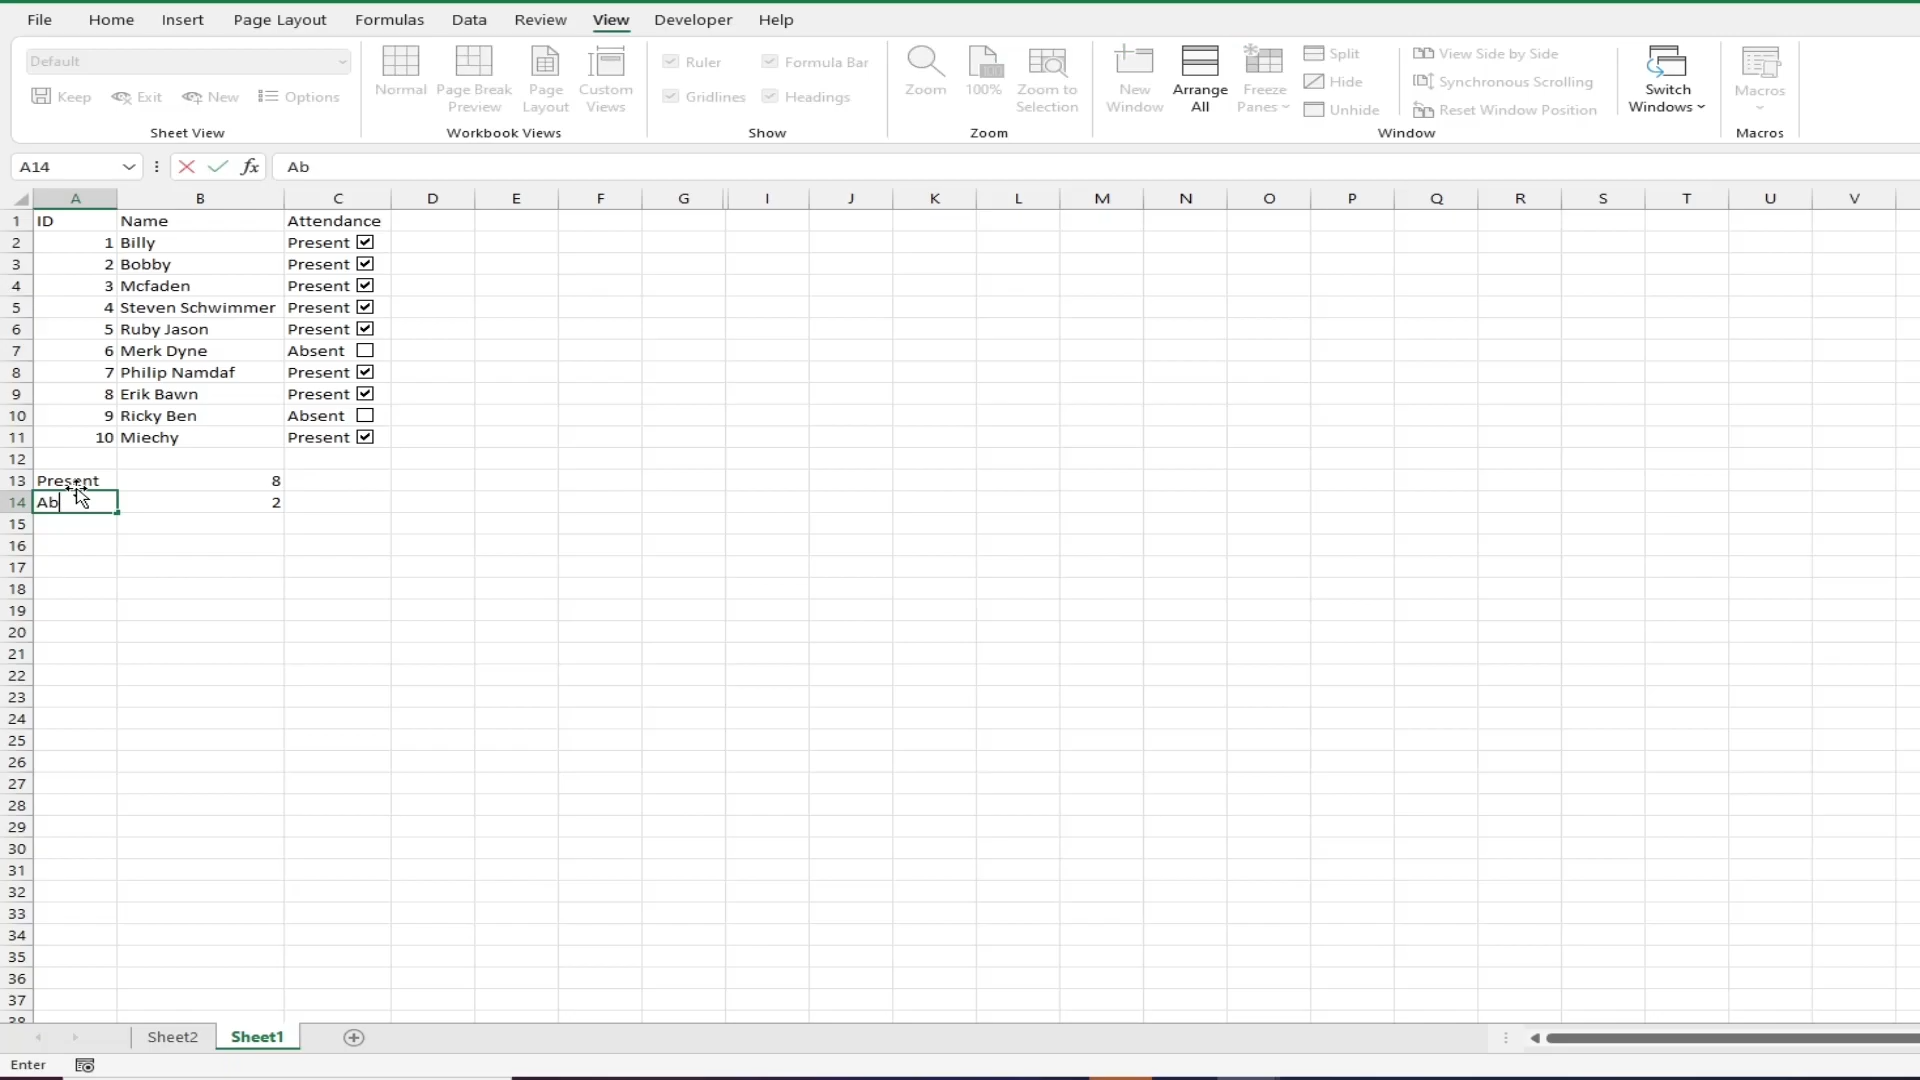 File Home Insert Page Layout Formulas Data Review View Developer Help
Default
Keep Exit New Options
Sheet View
Normal
Page Break
Preview
Page
Layout
Custom
Views
Workbook Views
Ruler Formula Bar
Gridlines Headings
Show
Zoom
100%
Zoom to
Selection
Zoom
New
Window
Arrange
All
Freeze
Panes
Split
Hide
Unhide
View Side by Side
Synchronous Scrolling
Reset Window Position
Window
Switch
Windows
Macros
Macros
A14 fx Ab
A B C D E F G I J K L M N O P Q R S T U V
1 ID Name Attendance
2 1 Billy Present
3 2 Bobby Present
4 3 Mcfaden Present
5 4 Steven Schwimmer Present
6 5 Ruby Jason Present
7 6 Merk Dyne Absent
8 7 Philip Namdaf Present
9 8 Erik Bawn Present
10 9 Ricky Ben Absent
11 10 Miechy Present
12
13 Present 8
14 Ab 2
15
16
17
18
19
20
21
22
23
24
25
26
27
28
29
30
31
32
33
34
35
36
37
38
Sheet2 Sheet1
Enter